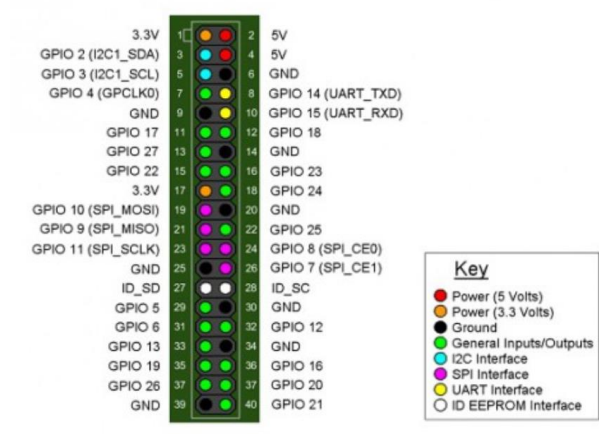 3.3V 1 2 5V
GPIO 2 (I2C1_SDA) 3 4 5V
GPIO 3 (I2C1_SCL) 5 6 GND
GPIO 4 (GPCLK0) 7 8 GPIO 14 (UART_TXD)
GND 9 10 GPIO 15 (UART_RXD)
GPIO 17 11 12 GPIO 18
GPIO 27 13 14 GND
GPIO 22 15 16 GPIO 23
3.3V 17 18 GPIO 24
GPIO 10 (SPI_MOSI) 19 20 GND
GPIO 9 (SPI_MISO) 21 22 GPIO 25
GPIO 11 (SPI_SCLK) 23 24 GPIO 8 (SPI_CE0)
GND 25 26 GPIO 7 (SPI_CE1)
ID_SD 27 28 ID_SC
GPIO 5 29 30 GND
GPIO 6 31 32 GPIO 12
GPIO 13 33 34 GND
GPIO 19 35 36 GPIO 16
GPIO 26 37 37 GPIO 20
GND 39 40 GPIO 21
Key
Power (5 Volts)
Power (3.3 Volts)
Ground
General Inputs/Outputs
I2C Interface
SPI Interface
UART Interface
ID EEPROM Interface